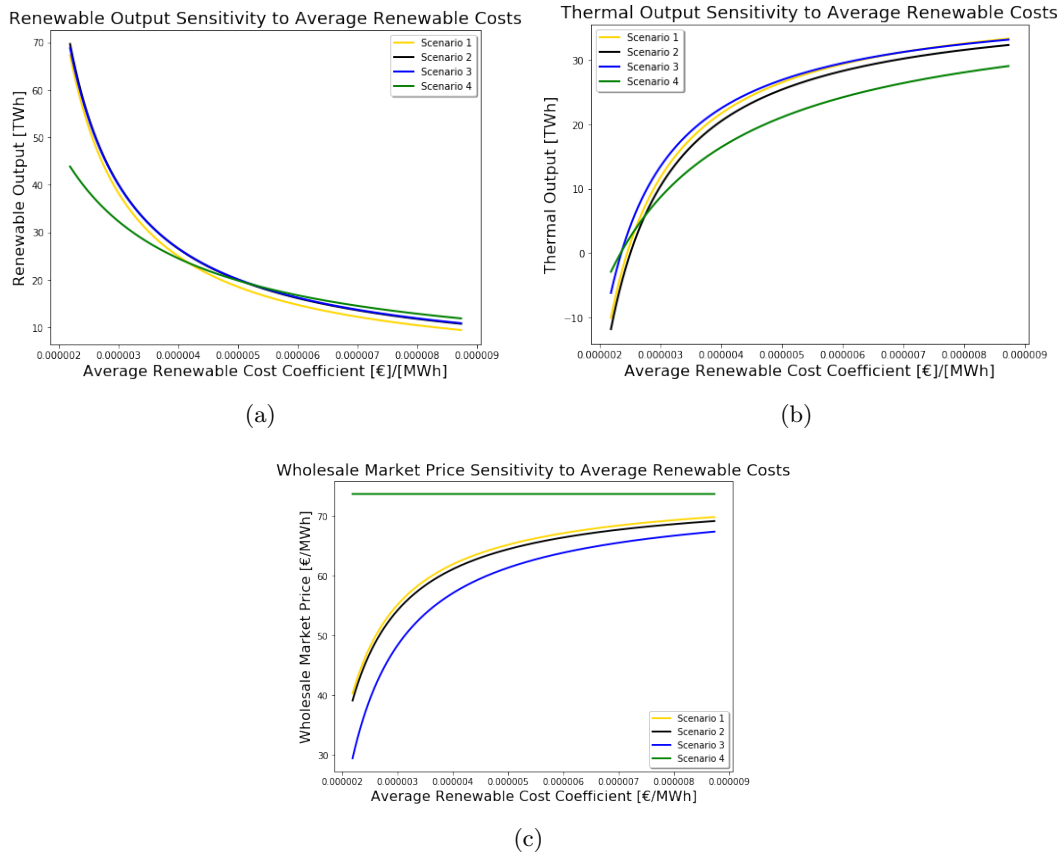 Renewable Output Sensitivity to Average Renewable Costs
Renewable Output [TWh]
70
60
50
40
30
20
10
Scenario 1
Scenario 2
Scenario 3
Scenario 4
0.000002 0.000003 0.000004 0.000005 0.000006 0.000007 0.000008 0.000009
Average Renewable Cost Coefficient [€]/[MWh]
(a)
Thermal Output Sensitivity to Average Renewable Costs
Thermal Output [TWh]
30
20
10
0
−10
Scenario 1
Scenario 2
Scenario 3
Scenario 4
0.000002 0.000003 0.000004 0.000005 0.000006 0.000007 0.000008 0.000009
Average Renewable Cost Coefficient [€]/[MWh]
(b)
Wholesale Market Price Sensitivity to Average Renewable Costs
Wholesale Market Price [€/MWh]
70
60
50
40
30
Scenario 1
Scenario 2
Scenario 3
Scenario 4
0.000002 0.000003 0.000004 0.000005 0.000006 0.000007 0.000008 0.000009
Average Renewable Cost Coefficient [€/MWh]
(c)